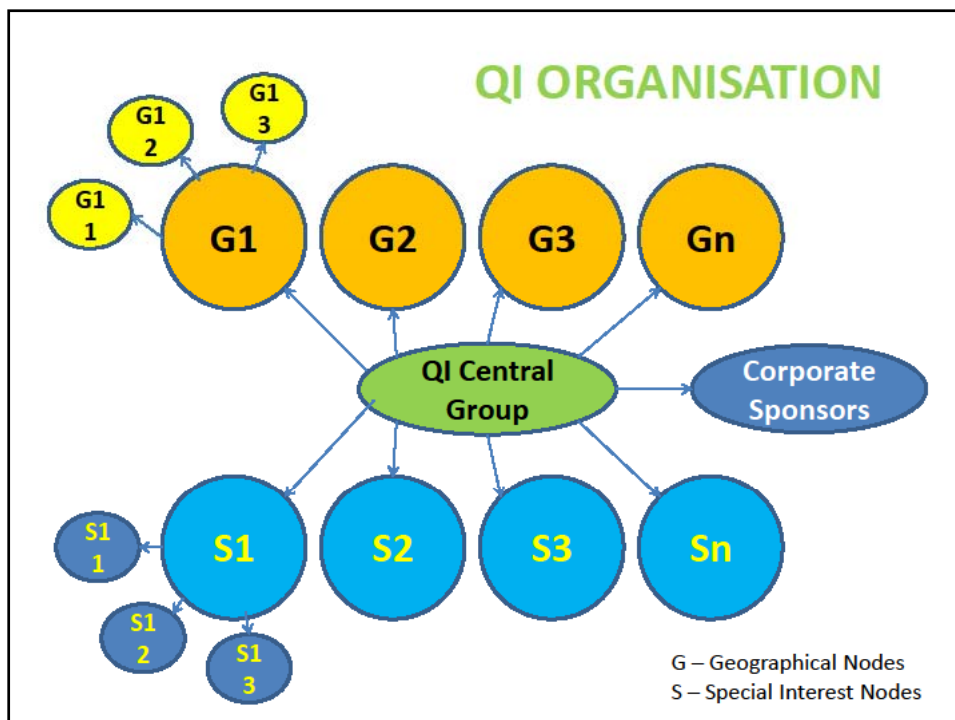 QI ORGANISATION
G1
3
G1
2
G1
1
G1
G2
G3
Gn
QI Central
Group
Corporate
Sponsors
S1
S2
S3
Sn
S1
1
S1
2
S1
3
G – Geographical Nodes
S – Special Interest Nodes